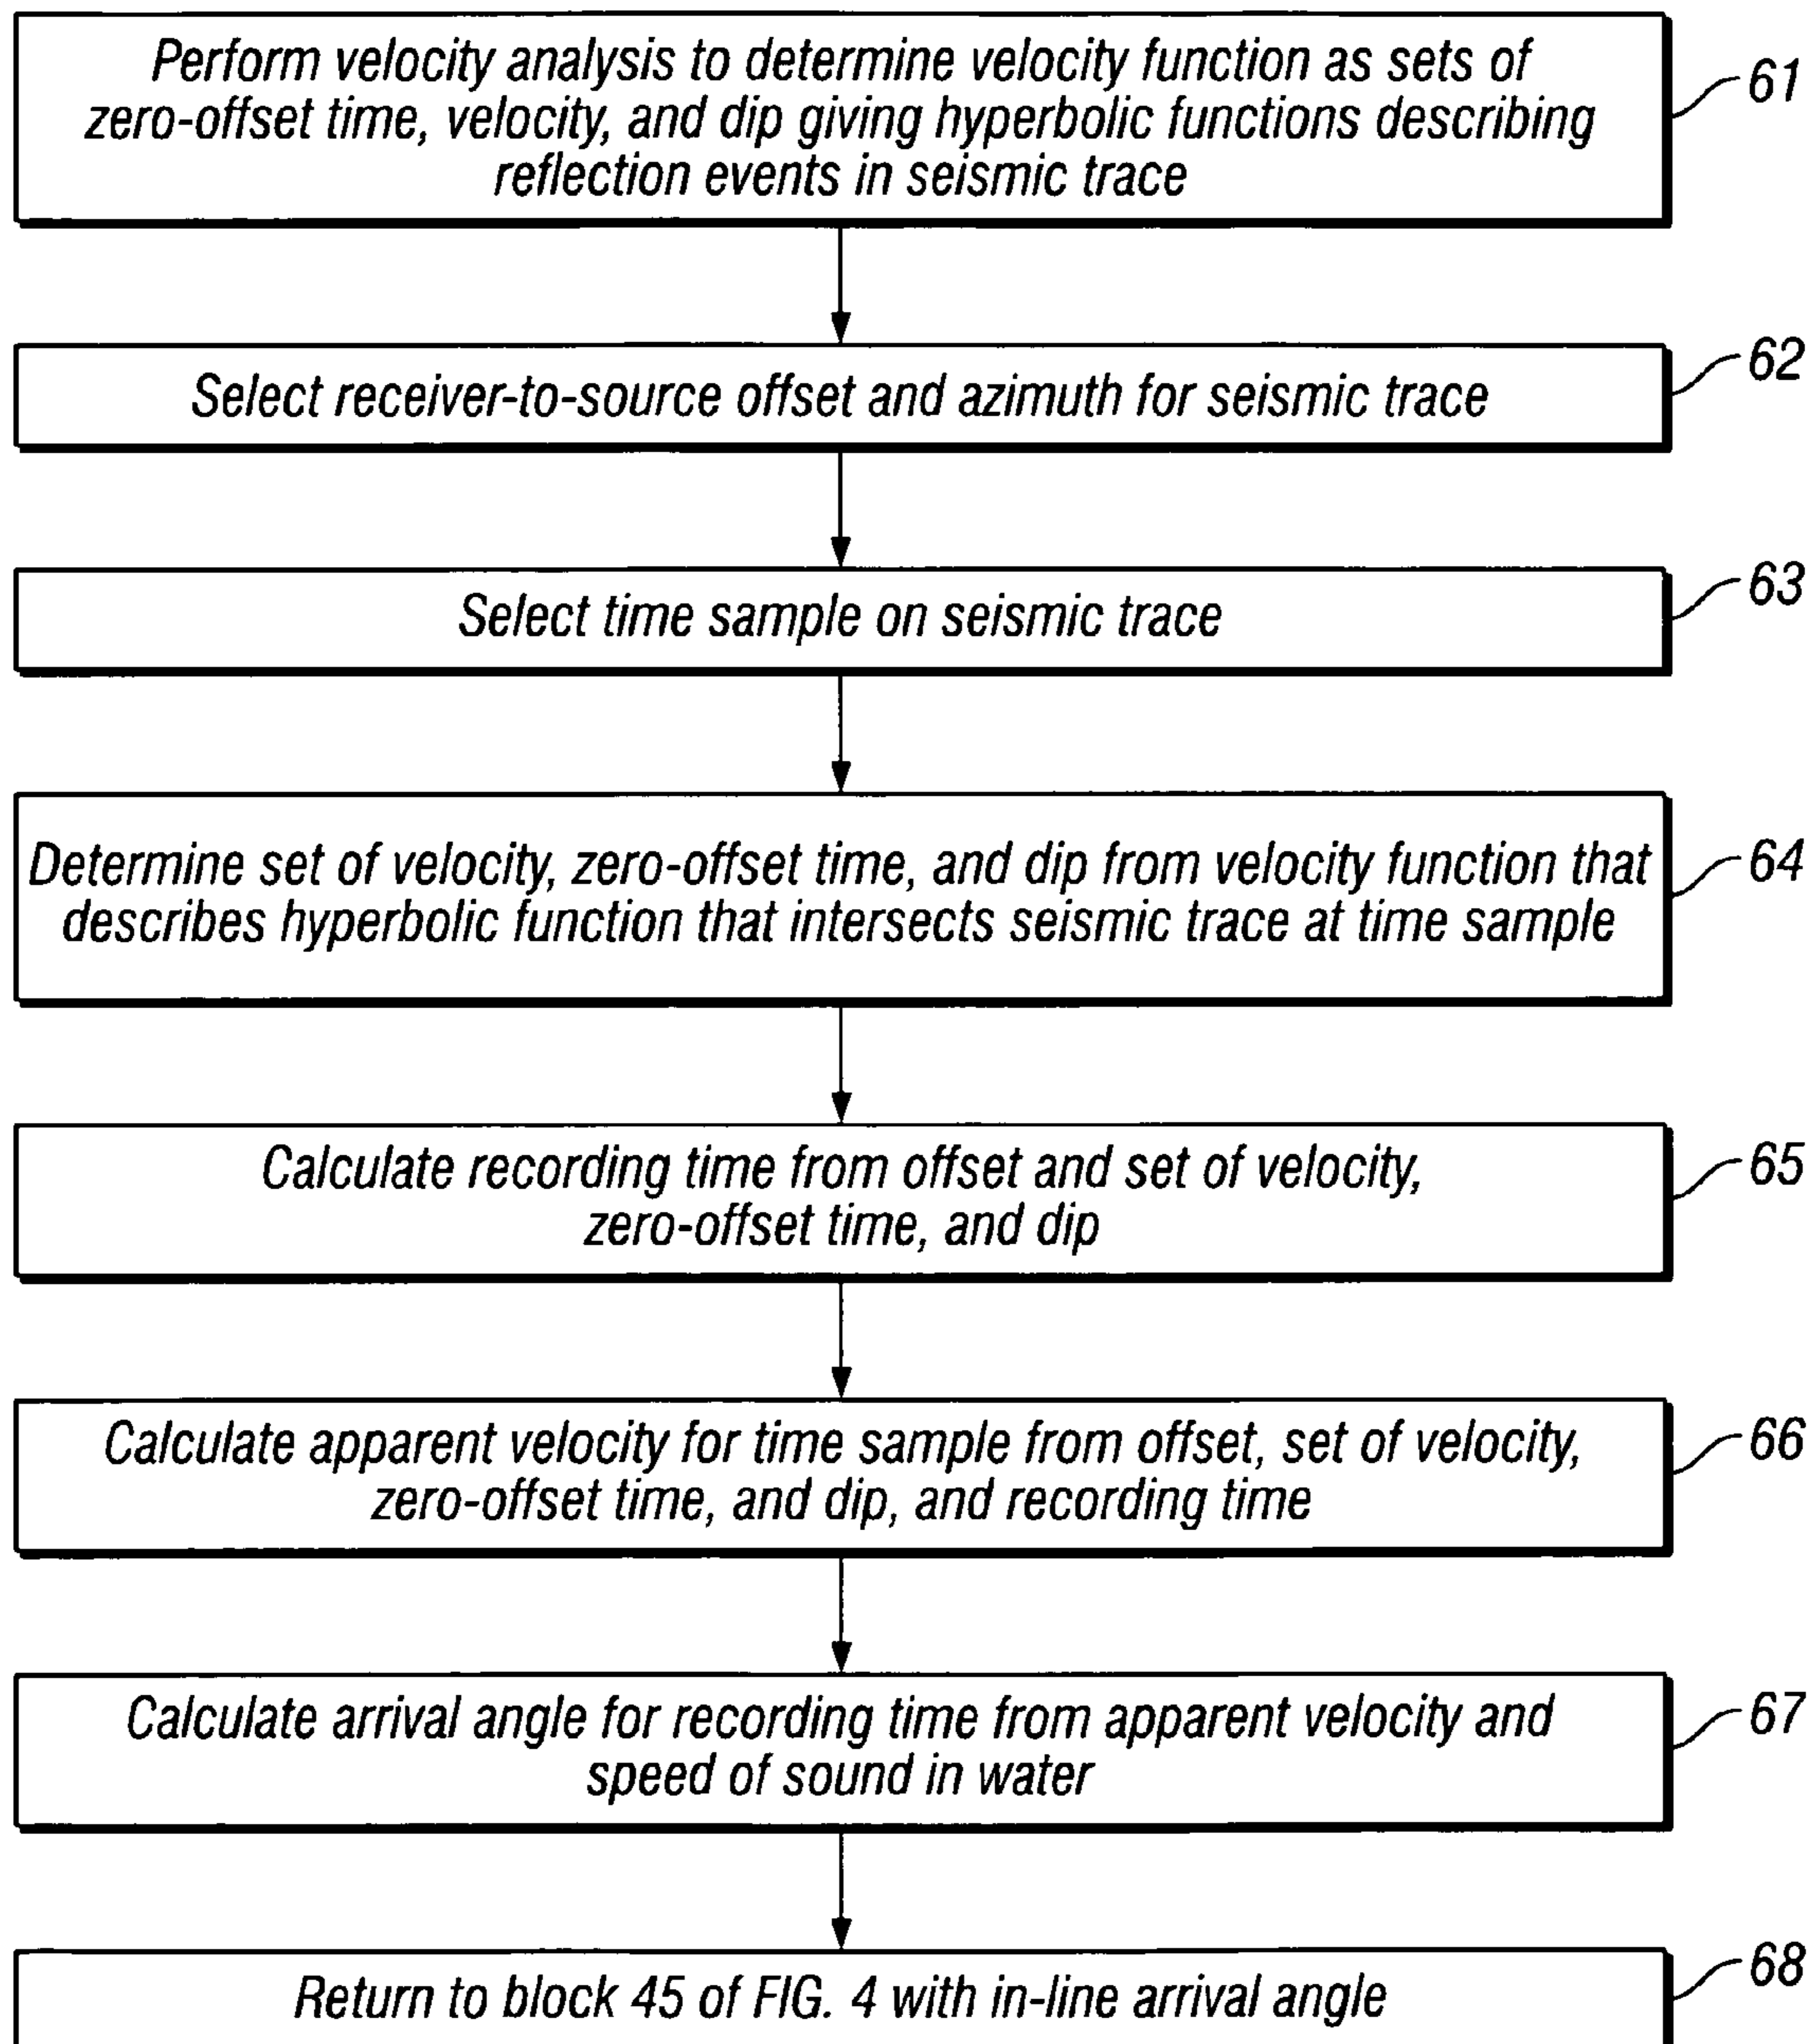 Perform velocity analysis to determine velocity function as sets of
zero-offset time, velocity, and dip giving hyperbolic functions describing
reflection events in seismic trace
61
Select receiver-to-source offset and azimuth for seismic trace
62
Select time sample on seismic trace
63
Determine set of velocity, zero-offset time, and dip from velocity function that
describes hyperbolic function that intersects seismic trace at time sample
64
Calculate recording time from offset and set of velocity,
zero-offset time, and dip
65
Calculate apparent velocity for time sample from offset, set of velocity,
zero-offset time, and dip, and recording time
66
Calculate arrival angle for recording time from apparent velocity and
speed of sound in water
67
Return to block 45 of FIG. 4 with in-line arrival angle
68